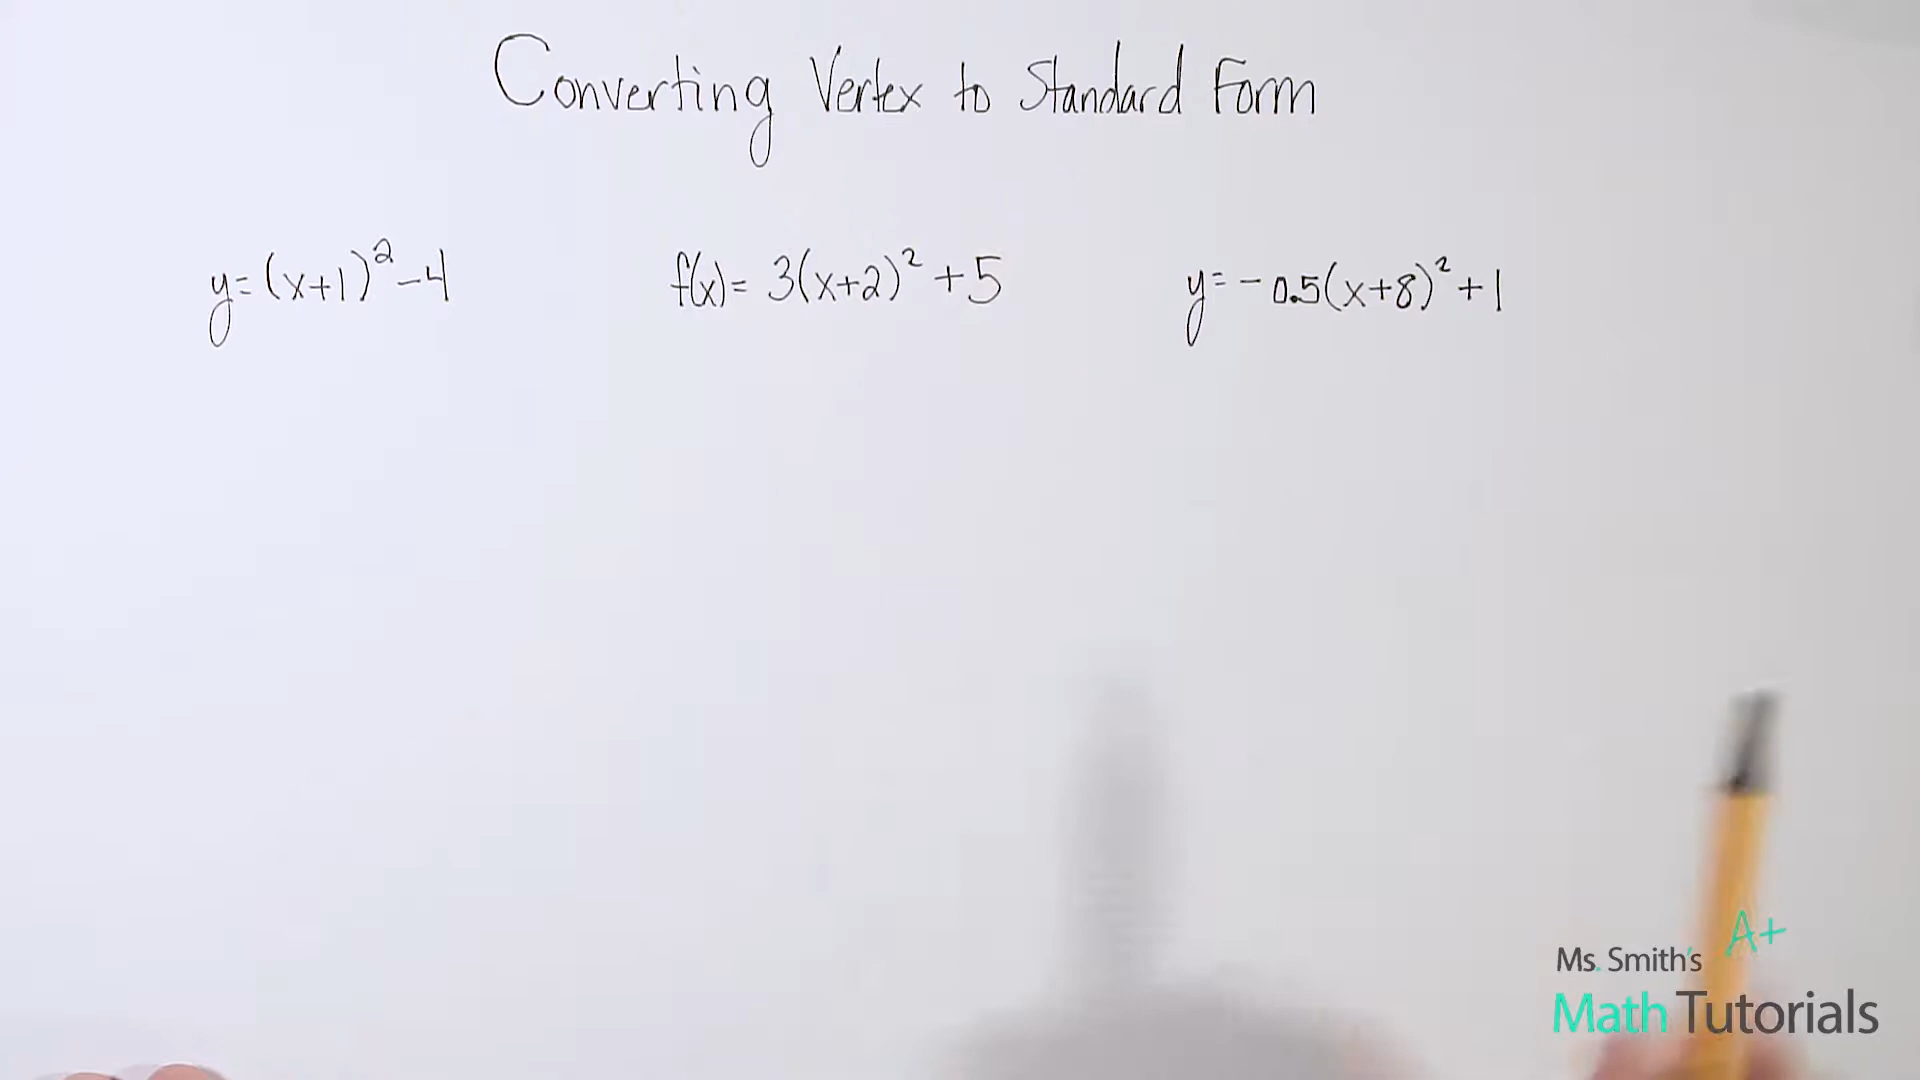 Converting Vertex to Standard Form
y=(x+1)²-4
f(x)= 3(x+2)²+5
y=-0.5(x+8)²+1
A+
Ms. Smith's
Math Tutorials